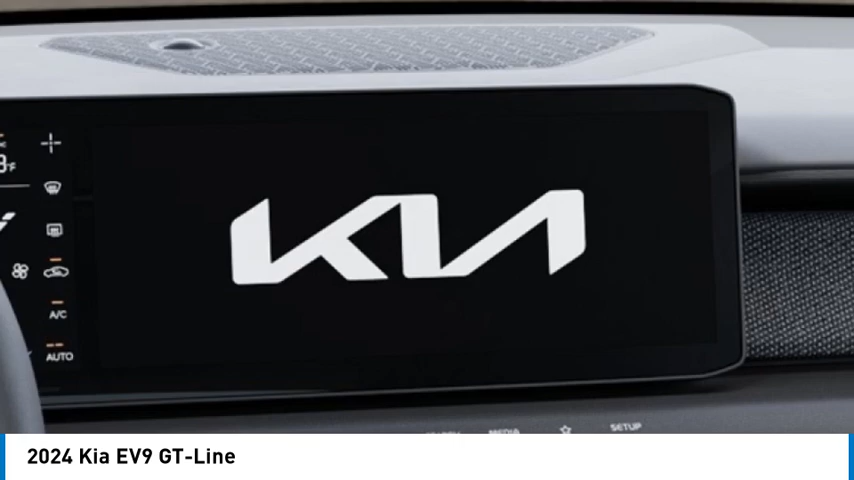 KIA
A/C
AUTO
MEDIA
SETUP
2024 Kia EV9 GT-Line